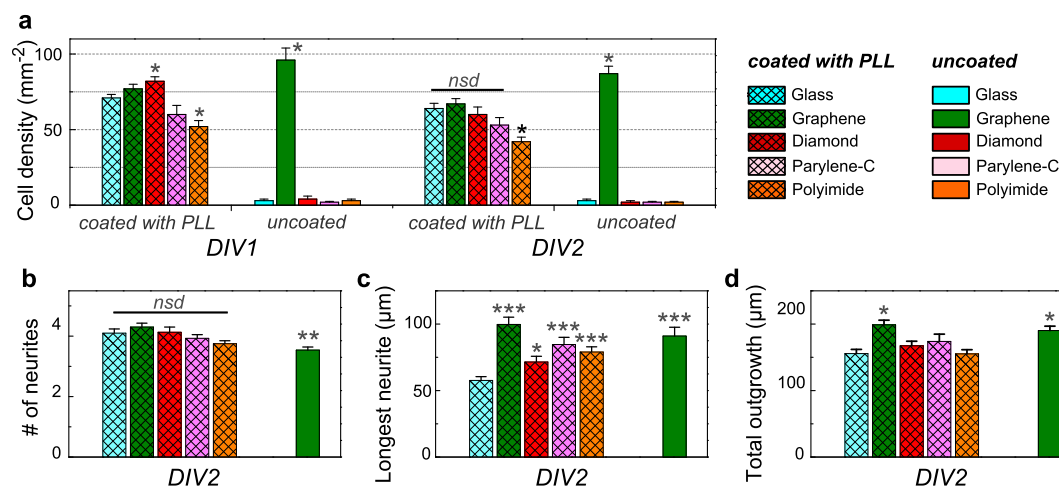 a
Cell density (mm⁻²)
100
50
0
*
*
*
nsd
*
*
coated with PLL
uncoated
coated with PLL
uncoated
DIV1
DIV2
coated with PLL
Glass
Graphene
Diamond
Parylene-C
Polyimide
uncoated
Glass
Graphene
Diamond
Parylene-C
Polyimide
b
# of neurites
4
2
0
nsd
**
DIV2
c
Longest neurite (μm)
100
50
0
***
*
***
***
***
DIV2
d
Total outgrowth (μm)
200
100
0
*
*
DIV2